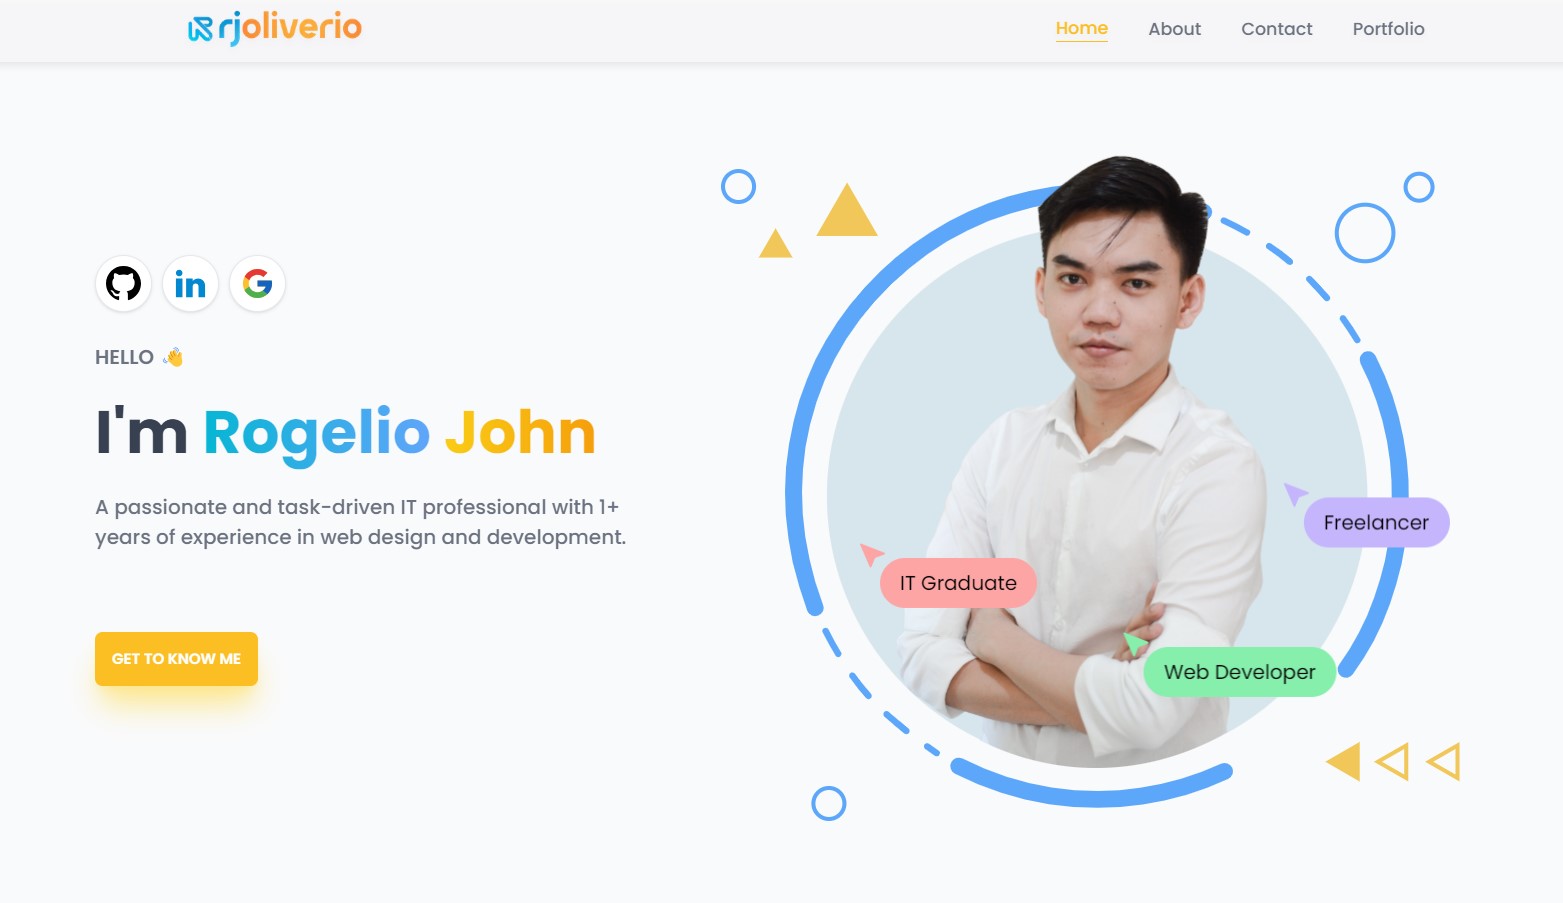 rjoliverio
Home About Contact Portfolio
HELLO 👋
I'm Rogelio John
A passionate and task-driven IT professional with 1+
years of experience in web design and development.
GET TO KNOW ME
Freelancer
IT Graduate
Web Developer